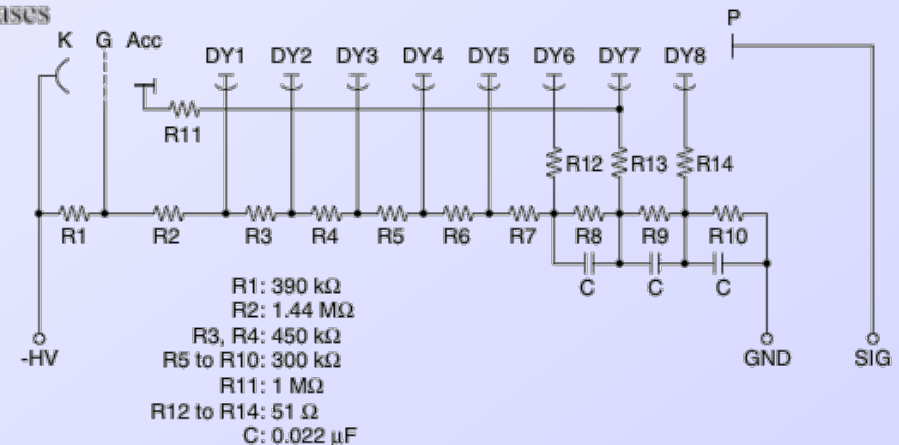 ases
P
K G Acc
DY1 DY2 DY3 DY4 DY5 DY6 DY7 DY8
R11
R12 R13 R14
R1 R2 R3 R4 R5 R6 R7 R8 R9 R10
C C C
R1: 390 kΩ
R2: 1.44 MΩ
R3, R4: 450 kΩ
R5 to R10: 300 kΩ
R11: 1 MΩ
R12 to R14: 51 Ω
C: 0.022 µF
-HV GND SIG